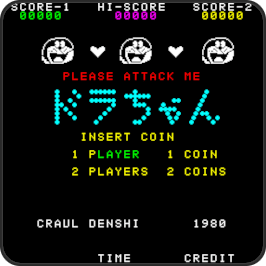 SCORE-1 HI-SCORE SCORE-2
00000 00000 00000
PLEASE ATTACK ME
ドラちゃん
INSERT COIN
1 PLAYER 1 COIN
2 PLAYERS 2 COINS
CRAUL DENSHI 1980
TIME CREDIT